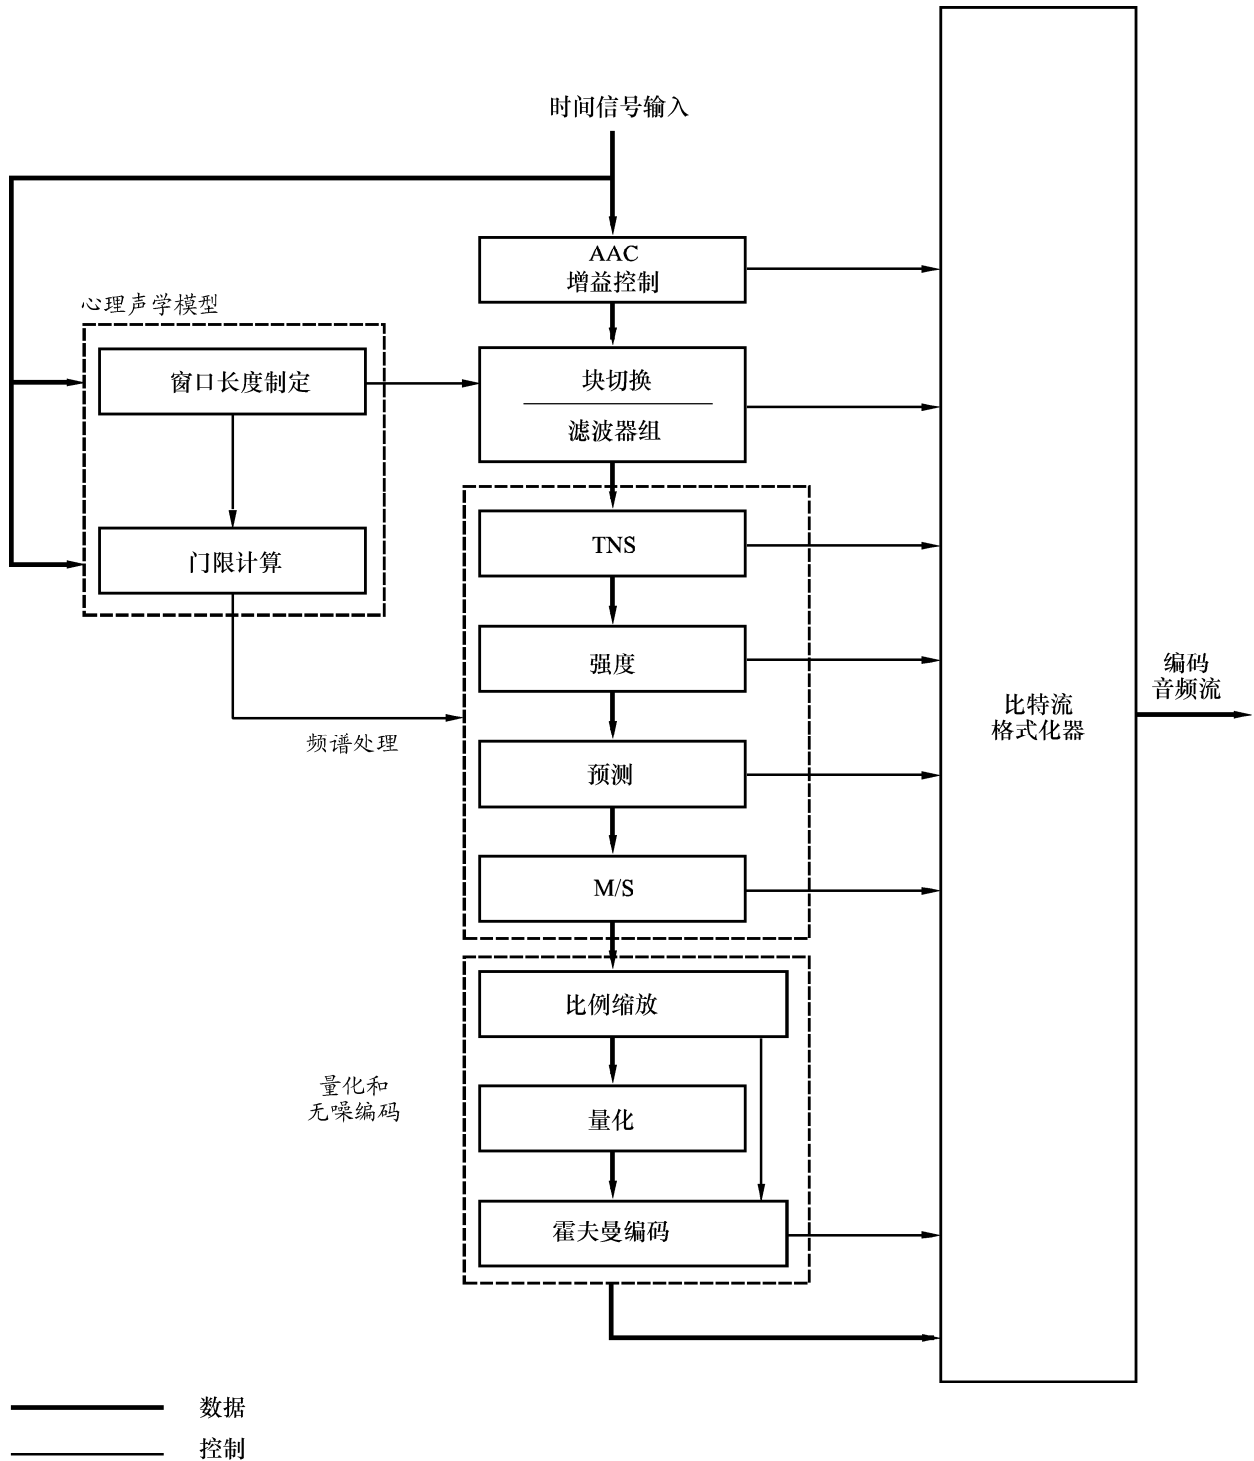 时间信号输入
AAC
增益控制
心理声学模型
窗口长度制定
块切换
滤波器组
门限计算
TNS
强度
频谱处理
预测
M/S
编码
音频流
比特流
格式化器
比例缩放
量化和
无噪编码
量化
霍夫曼编码
数据
控制